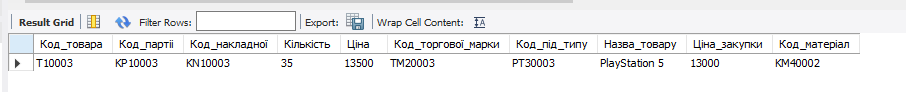 Result Grid Filter Rows: Export: Wrap Cell Content:
Код_товара Код_партії Код_накладної Кількість Ціна Код_торгової_марки Код_під_типу Назва_товару Ціна_закупки Код_матеріал
T10003 KP10003 KN10003 35 13500 TM20003 PT30003 PlayStation 5 13000 KM40002